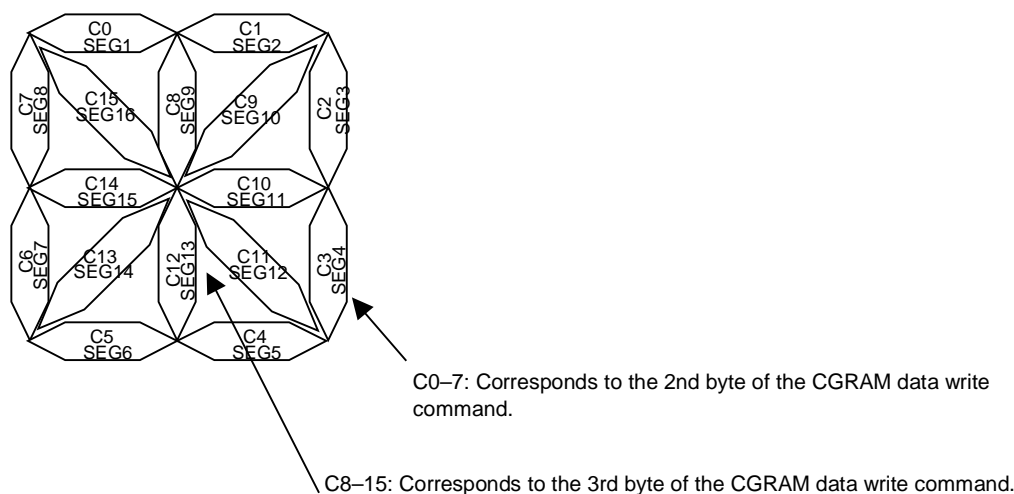 C0
SEG1
C1
SEG2
C7
SEG8
C15
SEG16
C8
SEG9
C9
SEG10
C2
SEG3
C14
SEG15
C10
SEG11
C6
SEG7
C13
SEG14
C12
SEG13
C11
SEG12
C3
SEG4
C5
SEG6
C4
SEG5
C0–7: Corresponds to the 2nd byte of the CGRAM data write
command.
C8–15: Corresponds to the 3rd byte of the CGRAM data write command.